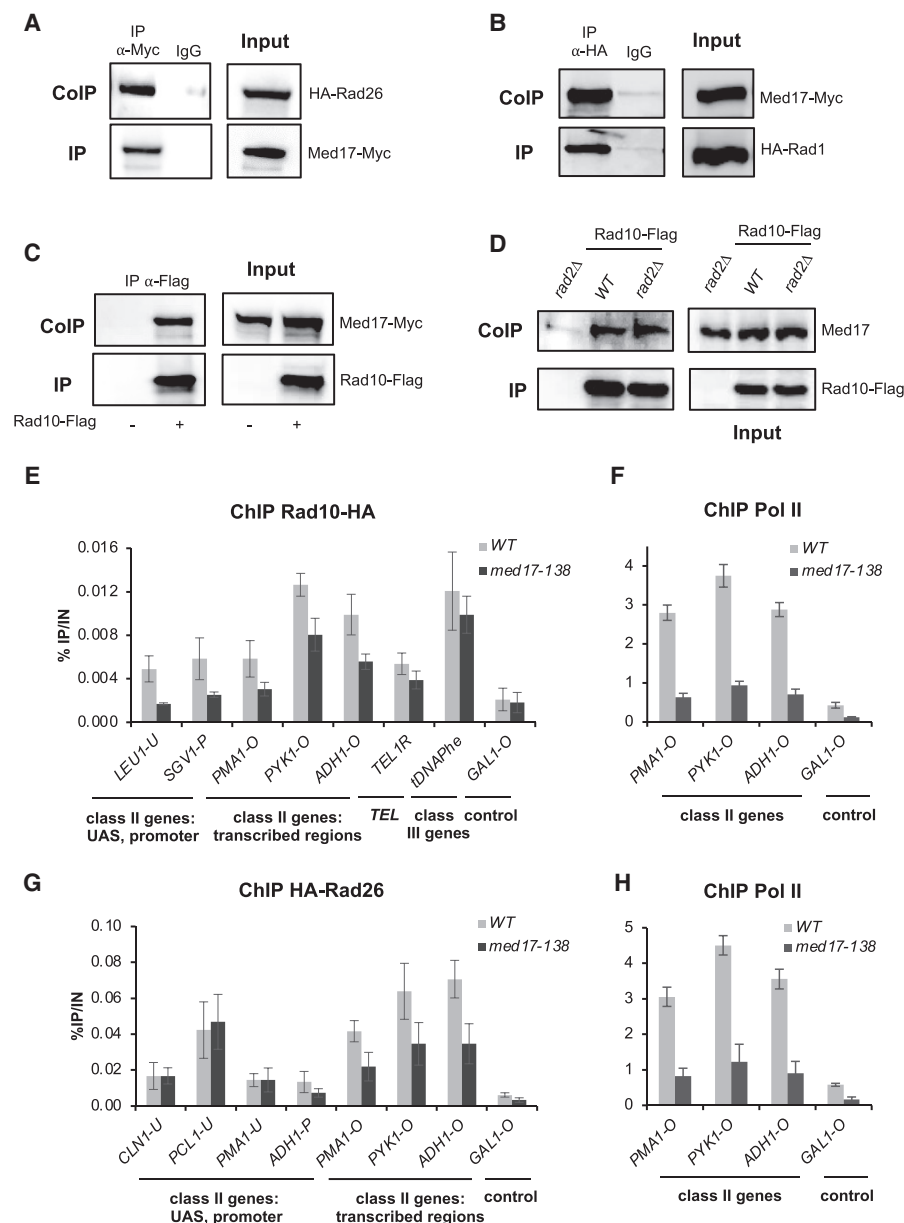 A
IP
α-Myc
IgG
Input
CoIP
HA-Rad26
IP
Med17-Myc
B
IP
α-HA
IgG
Input
CoIP
Med17-Myc
IP
HA-Rad1
C
IP α-Flag
Input
CoIP
Med17-Myc
IP
Rad10-Flag
Rad10-Flag - + - +
D
Rad10-Flag
Rad10-Flag
rad2Δ WT rad2Δ rad2Δ WT rad2Δ
CoIP
Med17
IP
Rad10-Flag
Input
E
ChIP Rad10-HA
WT
med17-138
% IP/IN
0.016
0.012
0.008
0.004
0.000
LEU1-U SGV1-P PMA1-O PYK1-O ADH1-O TEL1R tDNAPhe GAL1-O
class II genes:
UAS, promoter
class II genes:
transcribed regions
TEL
class
III genes
control
F
ChIP Pol II
WT
med17-138
4
3
2
1
0
PMA1-O PYK1-O ADH1-O GAL1-O
class II genes
control
G
ChIP HA-Rad26
WT
med17-138
%IP/IN
0.10
0.08
0.06
0.04
0.02
0.00
CLN1-U PCL1-U PMA1-U ADH1-P PMA1-O PYK1-O ADH1-O GAL1-O
class II genes:
UAS, promoter
class II genes:
transcribed regions
control
H
ChIP Pol II
WT
med17-138
5
4
3
2
1
0
PMA1-O PYK1-O ADH1-O GAL1-O
class II genes
control